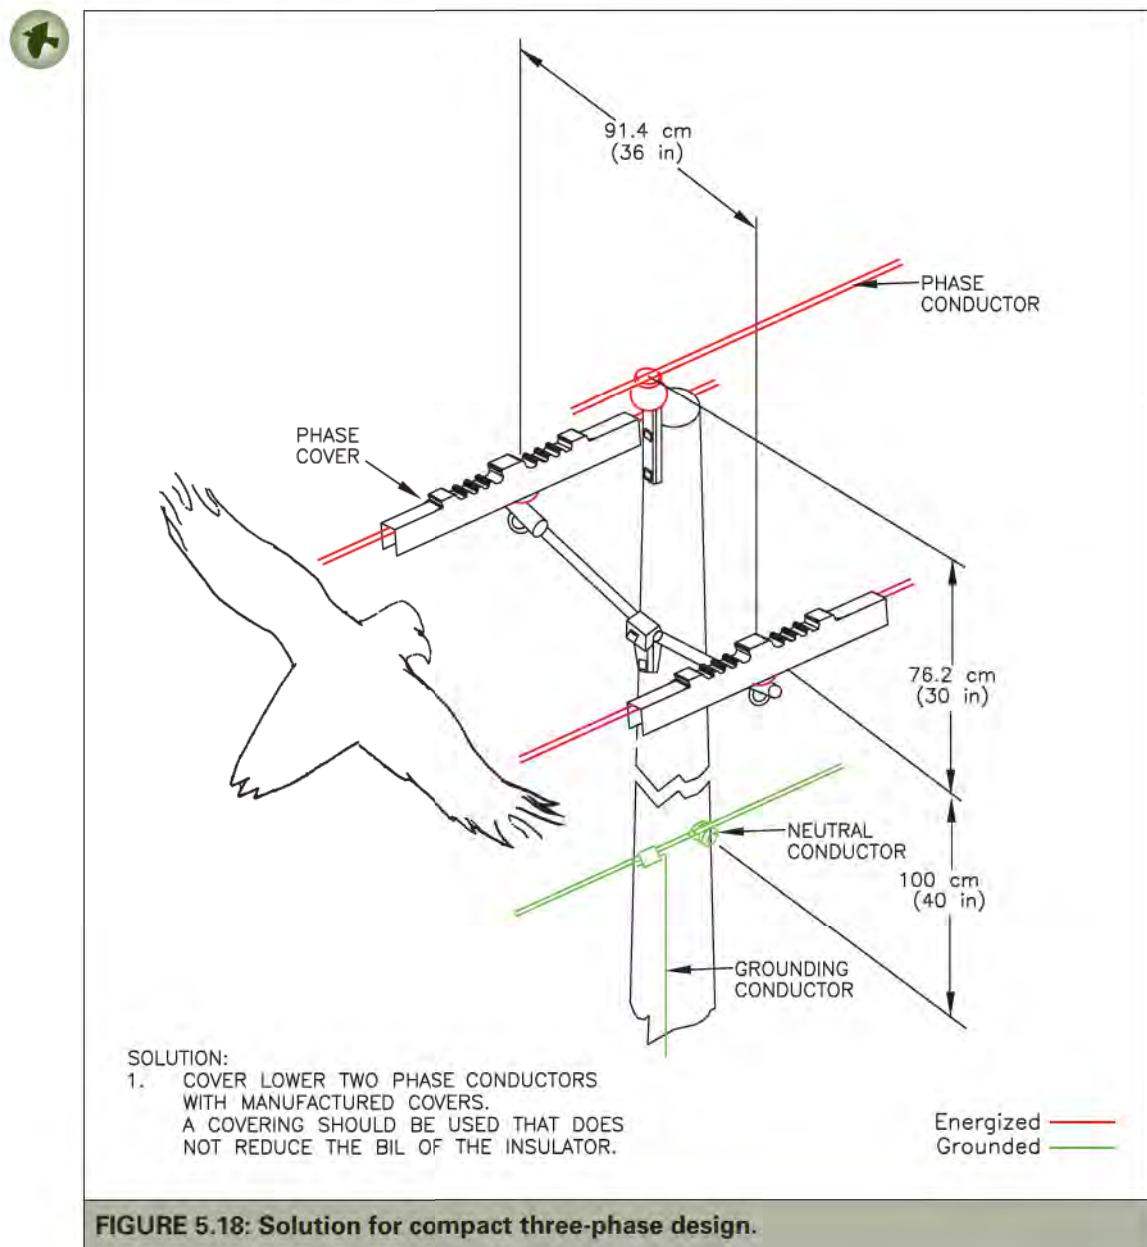 91.4 cm
(36 in)
PHASE
CONDUCTOR
PHASE
COVER
76.2 cm
(30 in)
NEUTRAL
CONDUCTOR
100 cm
(40 in)
GROUNDING
CONDUCTOR
SOLUTION:
1. COVER LOWER TWO PHASE CONDUCTORS
WITH MANUFACTURED COVERS.
A COVERING SHOULD BE USED THAT DOES
NOT REDUCE THE BIL OF THE INSULATOR.
Energized
Grounded
FIGURE 5.18: Solution for compact three-phase design.